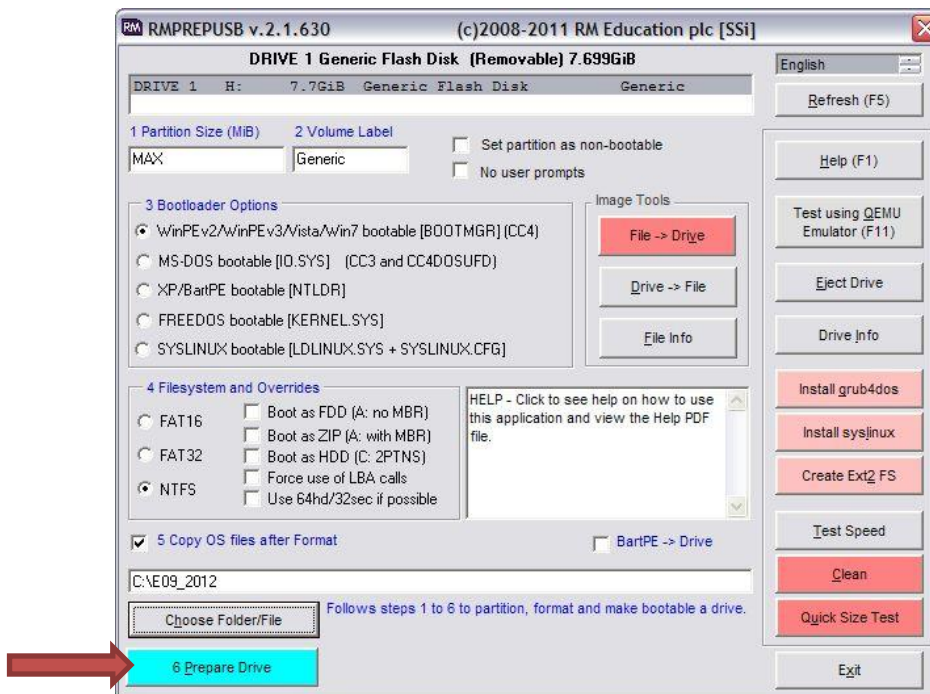 RM RMPREPUSB v.2.1.630 (c)2008-2011 RM Education plc [SSi]
DRIVE 1 Generic Flash Disk (Removable) 7.699GiB
DRIVE 1 H: 7.7GiB Generic Flash Disk Generic
English
Refresh (F5)
1 Partition Size (MiB) 2 Volume Label
MAX Generic
Set partition as non-bootable
No user prompts
Help (F1)
3 Bootloader Options
WinPEv2/WinPEv3/Vista/Win7 bootable [BOOTMGR] (CC4)
MS-DOS bootable [IO.SYS] (CC3 and CC4DOSUFD)
XP/BartPE bootable [NTLDR]
FREEDOS bootable [KERNEL.SYS]
SYSLINUX bootable [LDLINUX.SYS + SYSLINUX.CFG]
Image Tools
File -> Drive
Drive -> File
File Info
Test using QEMU
Emulator (F11)
Eject Drive
Drive Info
4 Filesystem and Overrides
FAT16
FAT32
NTFS
Boot as FDD (A: no MBR)
Boot as ZIP (A: with MBR)
Boot as HDD (C: 2PTNS)
Force use of LBA calls
Use 64hd/32sec if possible
HELP - Click to see help on how to use
this application and view the Help PDF
file.
Install grub4dos
Install syslinux
Create Ext2 FS
5 Copy OS files after Format
BartPE -> Drive
Test Speed
C:\E09_2012
Clean
Choose Folder/File
Follows steps 1 to 6 to partition, format and make bootable a drive.
Quick Size Test
6 Prepare Drive
Exit